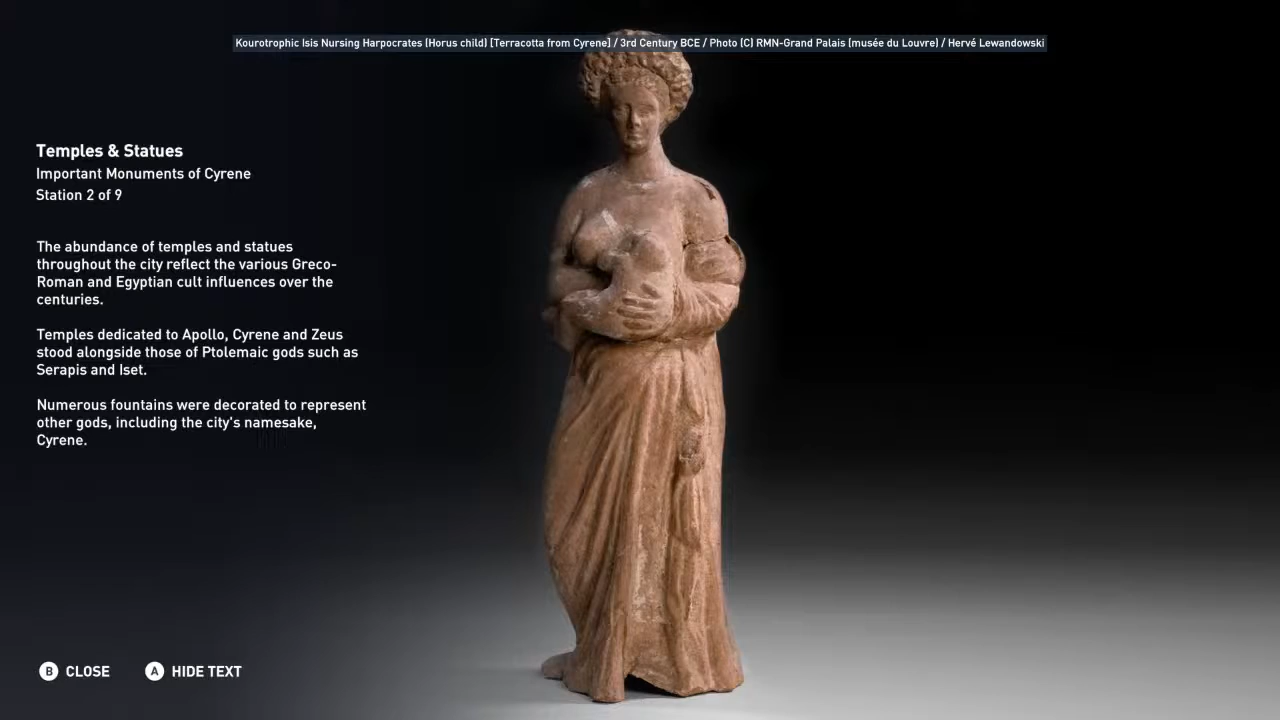 Kourotrophic Isis Nursing Harpocrates (Horus child) [Terracotta from Cyrene] / 3rd Century BCE / Photo (C) RMN-Grand Palais (musée du Louvre) / Hervé Lewandowski
Temples & Statues
Important Monuments of Cyrene
Station 2 of 9
The abundance of temples and statues
throughout the city reflect the various Greco-
Roman and Egyptian cult influences over the
centuries.
Temples dedicated to Apollo, Cyrene and Zeus
stood alongside those of Ptolemaic gods such as
Serapis and Iset.
Numerous fountains were decorated to represent
other gods, including the city's namesake,
Cyrene.
B CLOSE A HIDE TEXT